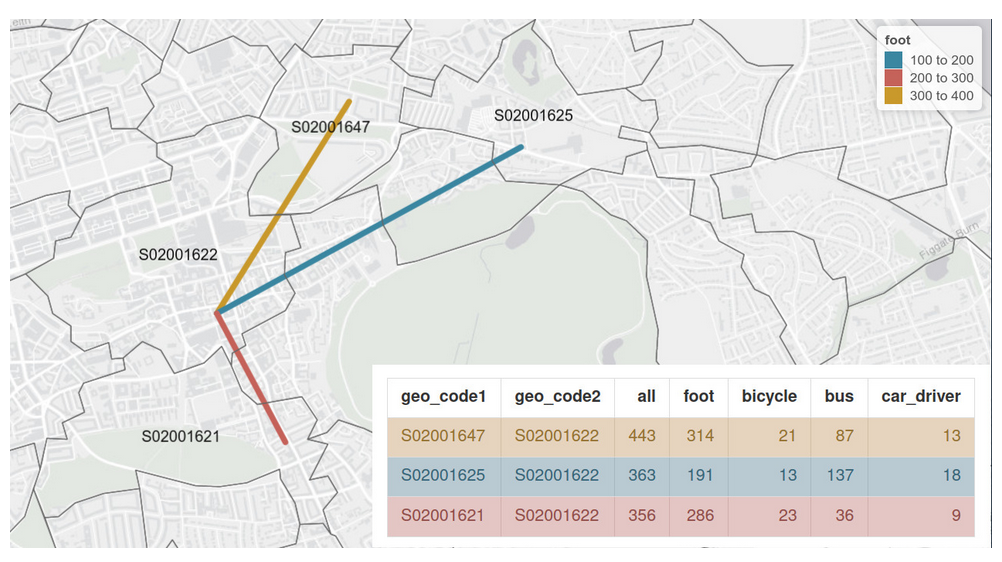 foot
100 to 200
200 to 300
300 to 400
S02001625
S02001647
S02001622
Figgate Burn
S02001621
geo_code1 geo_code2 all foot bicycle bus car_driver
S02001647 S02001622 443 314 21 87 13
S02001625 S02001622 363 191 13 137 18
S02001621 S02001622 356 286 23 36 9